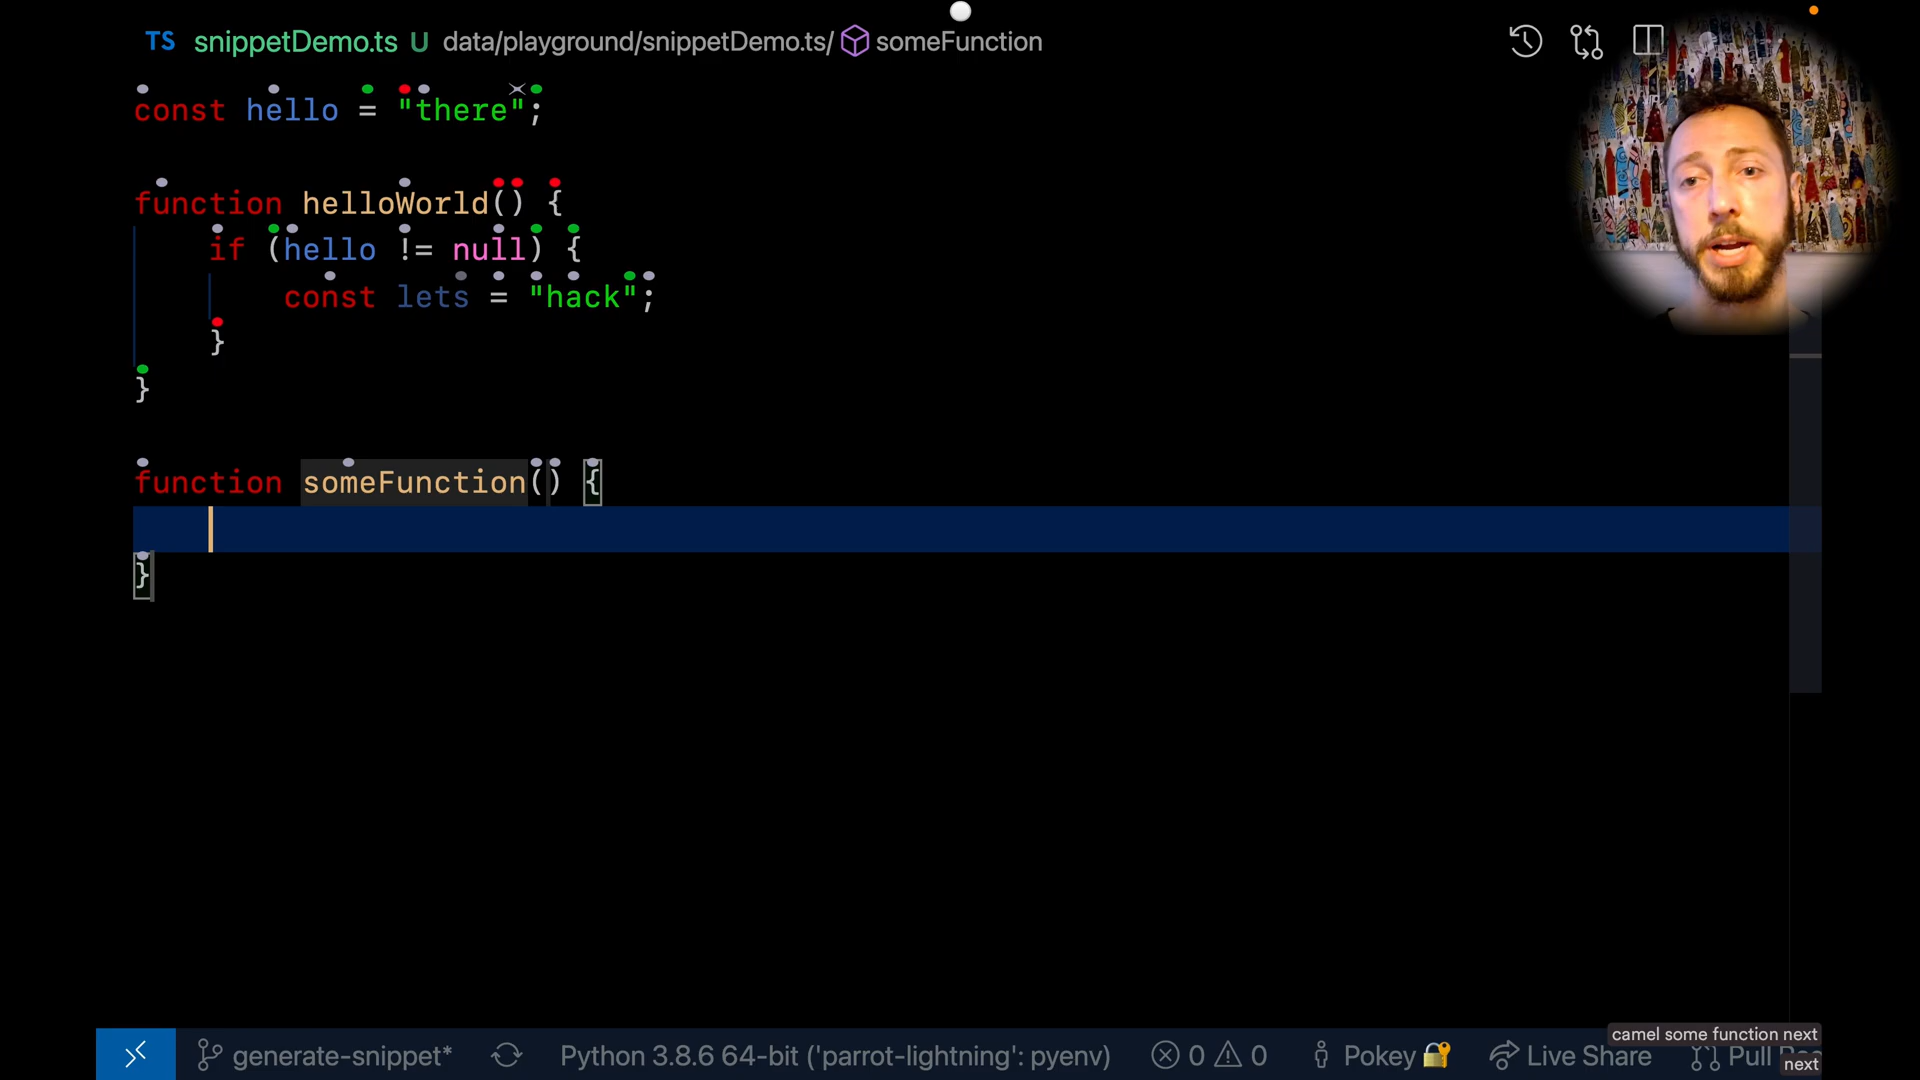 TS snippetDemo.ts U data/playground/snippetDemo.ts/ someFunction
const hello = "there";
function helloWorld() {
if (hello != null) {
const lets = "hack";
}
}
function someFunction() {
}
camel some function next
generate-snippet* Python 3.8.6 64-bit ('parrot-lightning': pyenv) 0 0 Pokey Live Share Pull
next